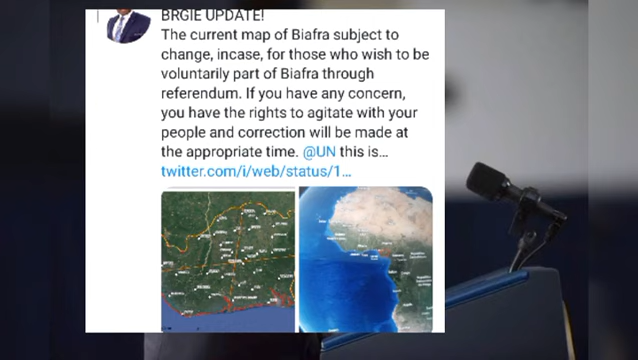 BRGIE UPDATE!
The current map of Biafra subject to
change, incase, for those who wish to be
voluntarily part of Biafra through
referendum. If you have any concern,
you have the rights to agitate with your
people and correction will be made at
the appropriate time. @UN this is…
twitter.com/i/web/status/1…